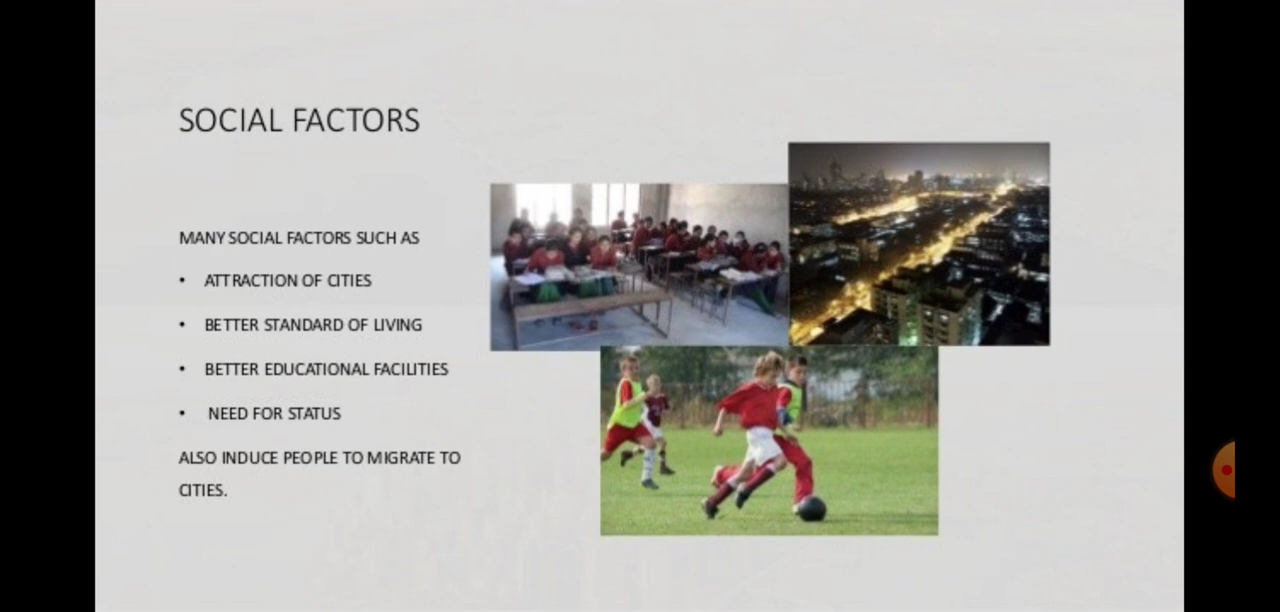 SOCIAL FACTORS
MANY SOCIAL FACTORS SUCH AS
• ATTRACTION OF CITIES
• BETTER STANDARD OF LIVING
• BETTER EDUCATIONAL FACILITIES
• NEED FOR STATUS
ALSO INDUCE PEOPLE TO MIGRATE TO
CITIES.